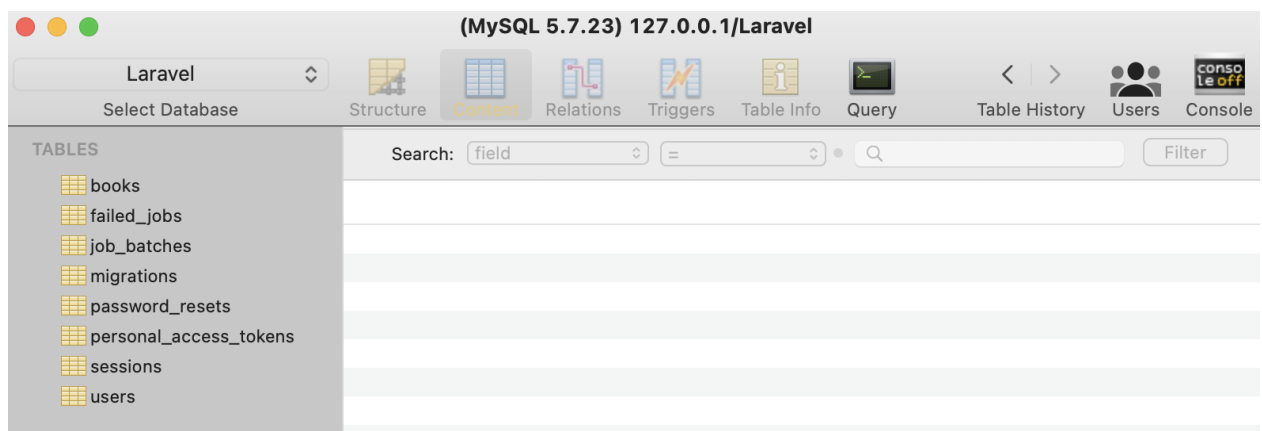 (MySQL 5.7.23) 127.0.0.1/Laravel
Laravel
Select Database
Structure
Content
Relations
Triggers
Table Info
Query
Table History
Users
conso
le off
Console
TABLES
books
failed_jobs
job_batches
migrations
password_resets
personal_access_tokens
sessions
users
Search: field = Filter